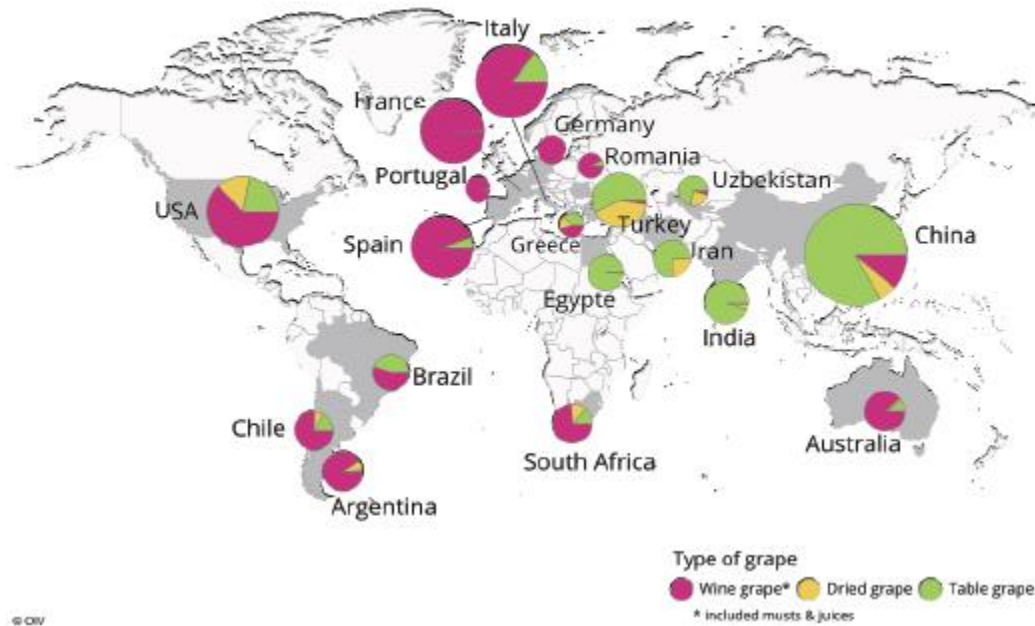 Italy
France
Germany
Romania
Portugal
Uzbekistan
USA
Turkey
China
Spain
Greece
Iran
Egypte
India
Brazil
Chile
Australia
South Africa
Argentina
Type of grape
Wine grape* Dried grape Table grape
* included musts & juices
© OIV